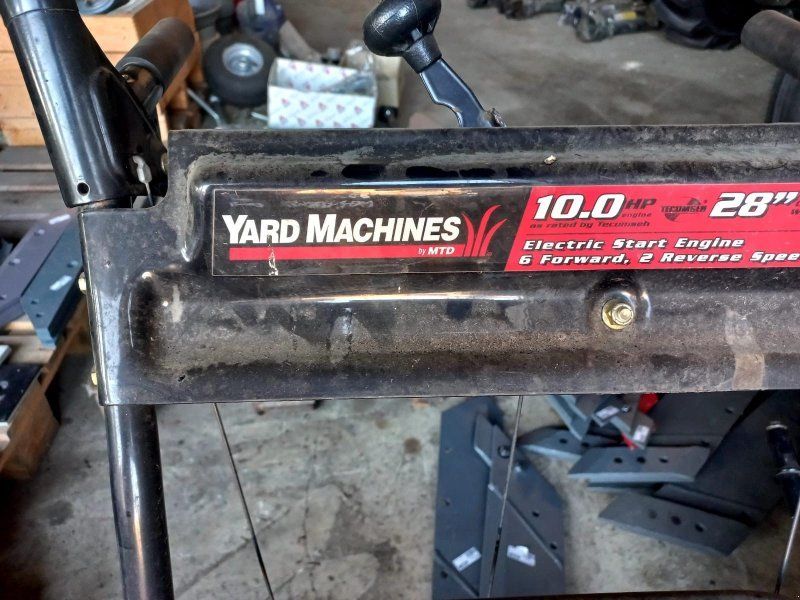 YARD MACHINES
by MTD
10.0 HP
engine
TECUMSEH
28"
as rated by Tecumseh
Electric Start Engine
6 Forward, 2 Reverse Spee